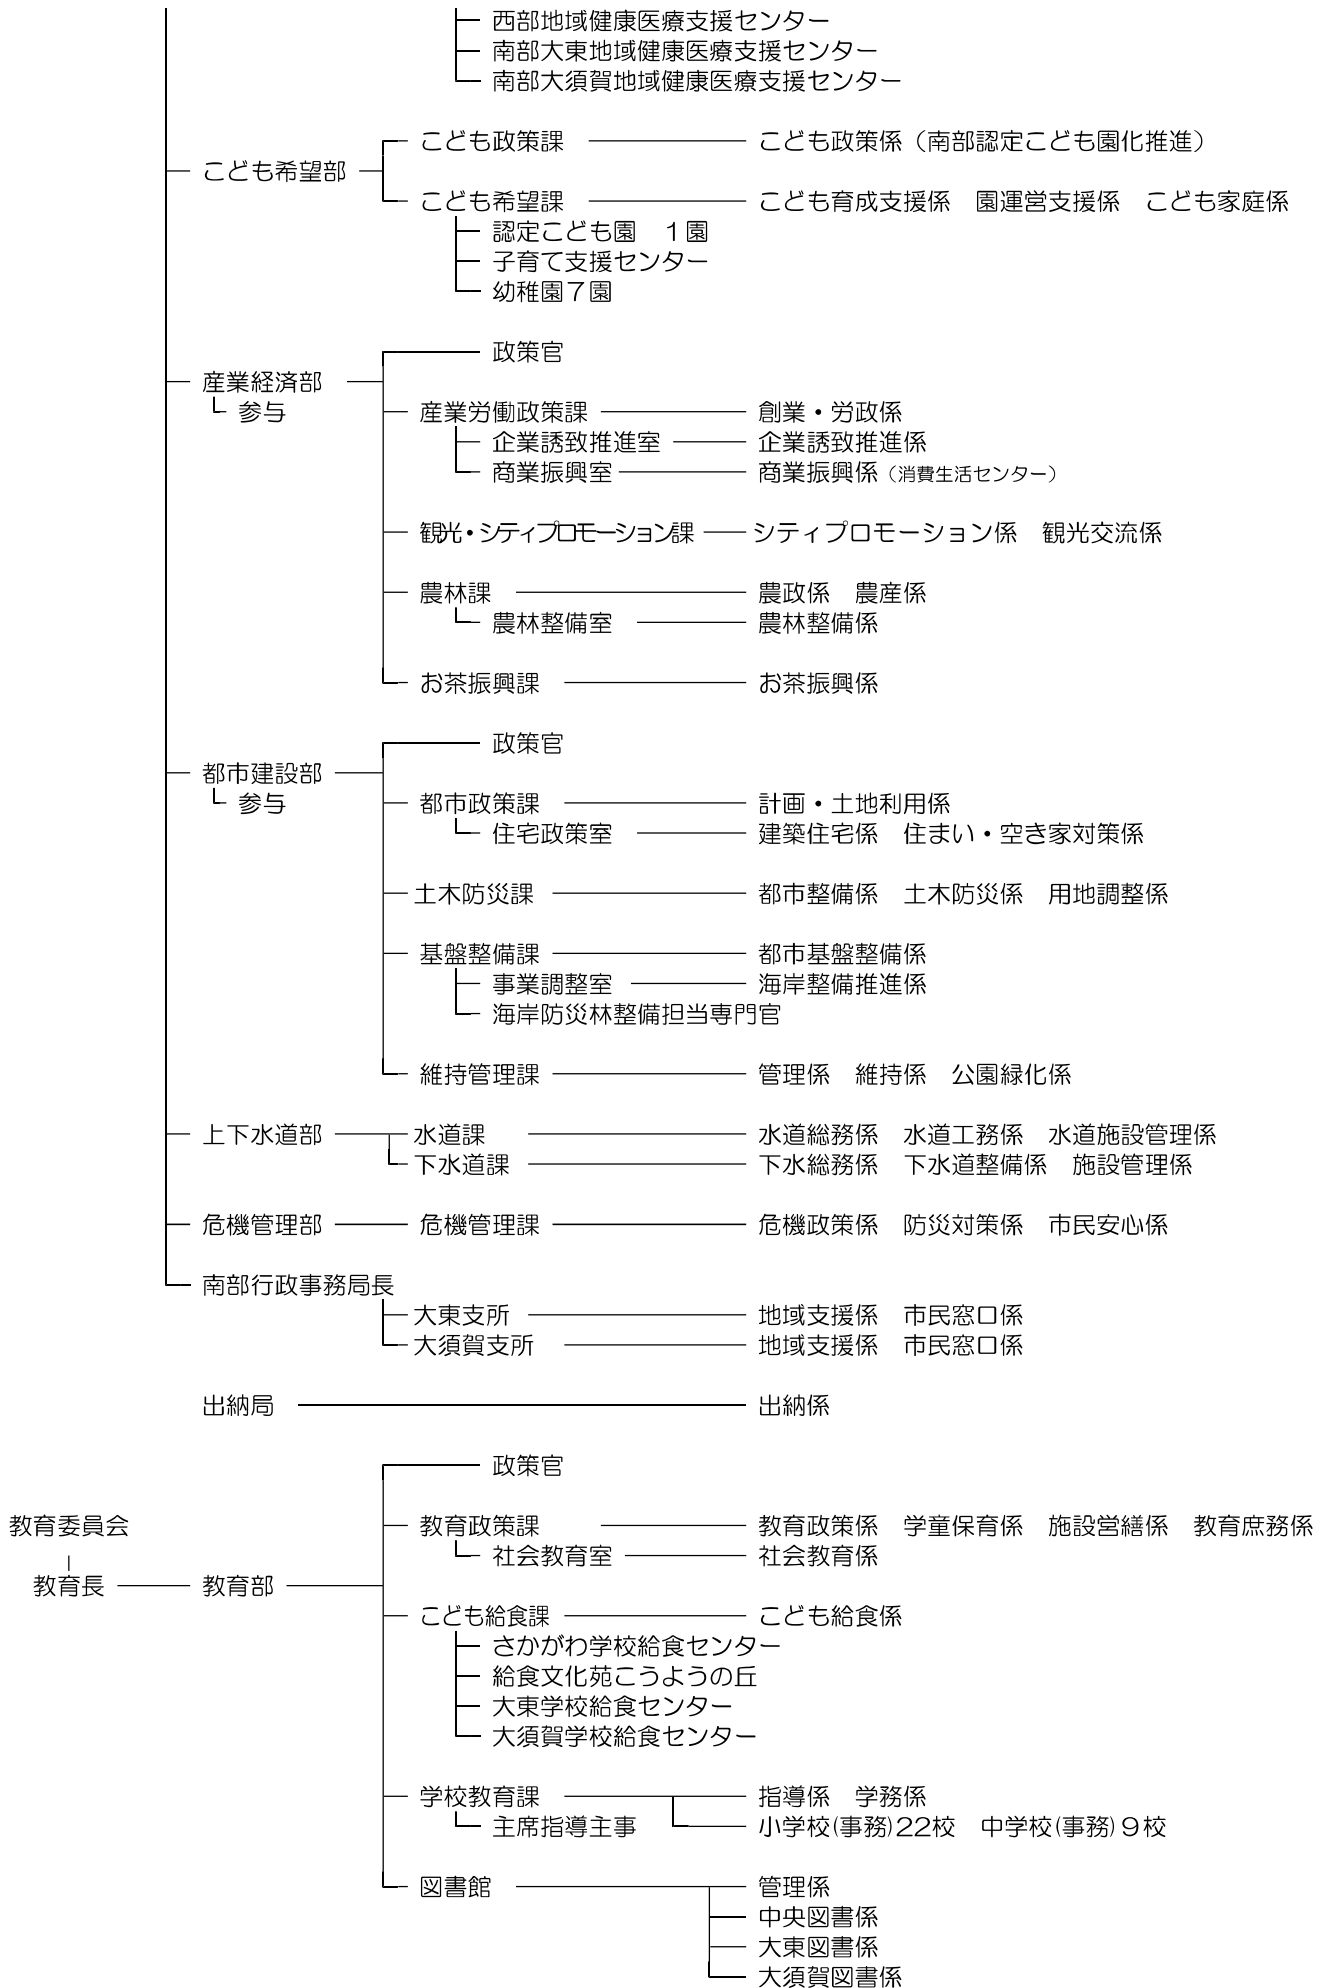 西部地域健康医療支援センター
南部大東地域健康医療支援センター
南部大須賀地域健康医療支援センター
こども政策課 こども政策係（南部認定こども園化推進）
こども希望部
こども希望課 こども育成支援係 園運営支援係 こども家庭係
認定こども園 １園
子育て支援センター
幼稚園７園
政策官
産業経済部
参与 産業労働政策課 創業・労政係
企業誘致推進室 企業誘致推進係
商業振興室 商業振興係（消費生活センター）
観光・シティプロモーション課 シティプロモーション係 観光交流係
農林課 農政係 農産係
農林整備室 農林整備係
お茶振興課 お茶振興係
政策官
都市建設部
参与 都市政策課 計画・土地利用係
住宅政策室 建築住宅係 住まい・空き家対策係
土木防災課 都市整備係 土木防災係 用地調整係
基盤整備課 都市基盤整備係
事業調整室 海岸整備推進係
海岸防災林整備担当専門官
維持管理課 管理係 維持係 公園緑化係
上下水道部 水道課 水道総務係 水道工務係 水道施設管理係
下水道課 下水総務係 下水道整備係 施設管理係
危機管理部 危機管理課 危機政策係 防災対策係 市民安心係
南部行政事務局長
大東支所 地域支援係 市民窓口係
大須賀支所 地域支援係 市民窓口係
出納局 出納係
政策官
教育委員会 教育政策課 教育政策係 学童保育係 施設営繕係 教育庶務係
社会教育室 社会教育係
教育長 教育部
こども給食課 こども給食係
さかがわ学校給食センター
給食文化苑こうようの丘
大東学校給食センター
大須賀学校給食センター
学校教育課 指導係 学務係
主席指導主事 小学校(事務)22校 中学校(事務)９校
図書館 管理係
中央図書係
大東図書係
大須賀図書係